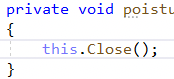 private void poistu
{
this.Close();
}